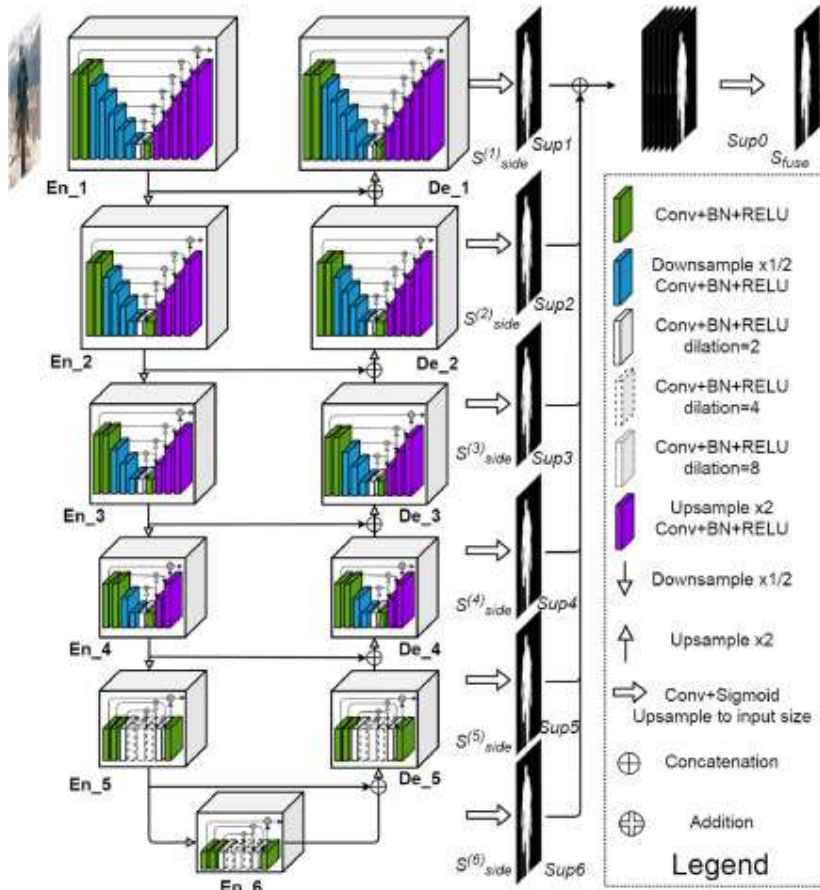 En_1
De_1
S(1)side
Sup1
Sup0
Sfuse
En_2
De_2
S(2)side
Sup2
En_3
De_3
S(3)side
Sup3
En_4
De_4
S(4)side
Sup4
En_5
De_5
S(5)side
Sup5
En_6
S(6)side
Sup6
Conv+BN+RELU
Downsample x1/2
Conv+BN+RELU
Conv+BN+RELU
dilation=2
Conv+BN+RELU
dilation=4
Conv+BN+RELU
dilation=8
Upsample x2
Conv+BN+RELU
Downsample x1/2
Upsample x2
Conv+Sigmoid
Upsample to input size
Concatenation
Addition
Legend